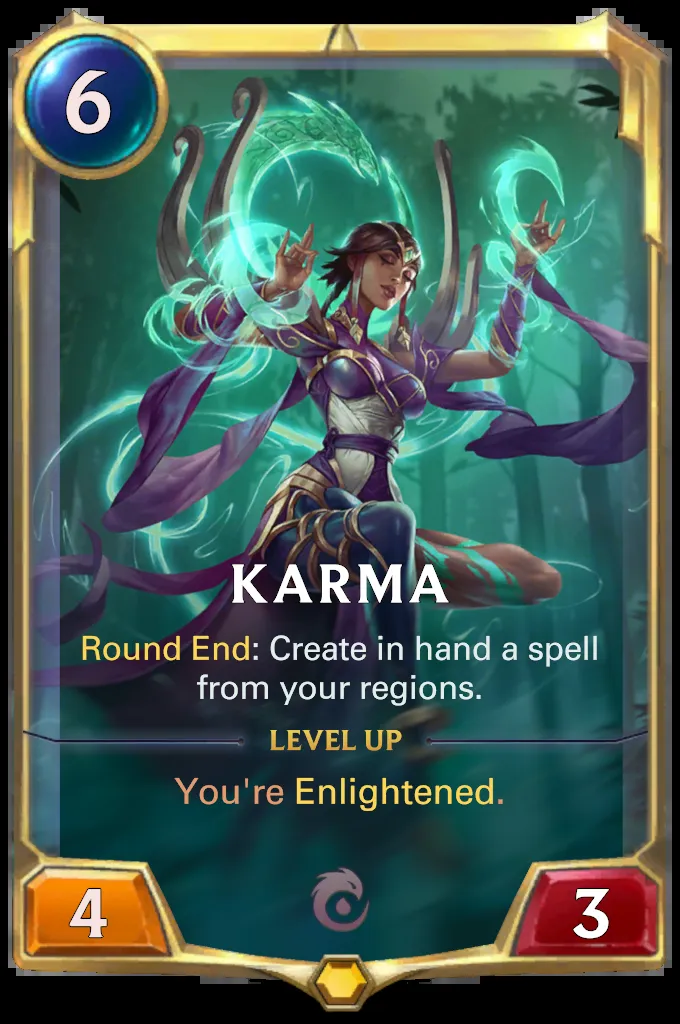 6
KARMA
Round End: Create in hand a spell
from your regions.
LEVEL UP
You're Enlightened.
4
3